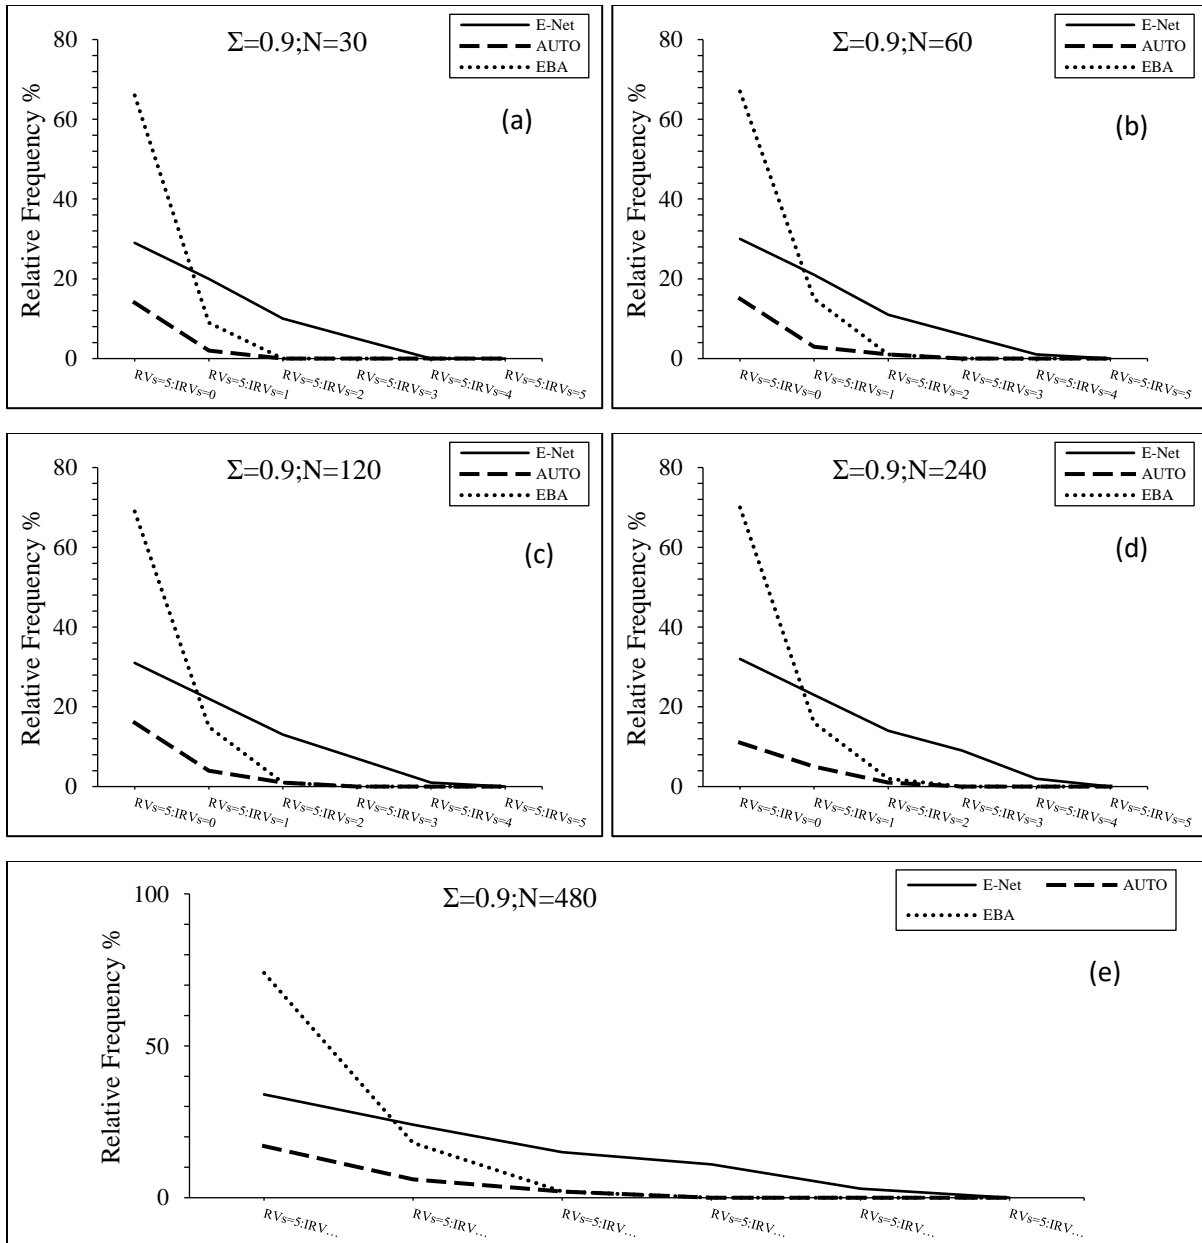 Σ=0.9;N=30
E-Net
AUTO
EBA
(a)
Relative Frequency %
80
60
40
20
0
RVs=5:IRVs=0
RVs=5:IRVs=1
RVs=5:IRVs=2
RVs=5:IRVs=3
RVs=5:IRVs=4
RVs=5:IRVs=5
Σ=0.9;N=60
E-Net
AUTO
EBA
(b)
Relative Frequency %
80
60
40
20
0
RVs=5:IRVs=0
RVs=5:IRVs=1
RVs=5:IRVs=2
RVs=5:IRVs=3
RVs=5:IRVs=4
RVs=5:IRVs=5
Σ=0.9;N=120
E-Net
AUTO
EBA
(c)
Relative Frequency %
80
60
40
20
0
RVs=5:IRVs=0
RVs=5:IRVs=1
RVs=5:IRVs=2
RVs=5:IRVs=3
RVs=5:IRVs=4
RVs=5:IRVs=5
Σ=0.9;N=240
E-Net
AUTO
EBA
(d)
Relative Frequency %
80
60
40
20
0
RVs=5:IRVs=0
RVs=5:IRVs=1
RVs=5:IRVs=2
RVs=5:IRVs=3
RVs=5:IRVs=4
RVs=5:IRVs=5
Σ=0.9;N=480
E-Net AUTO
EBA
(e)
Relative Frequency %
100
50
0
RVs=5:IRV…
RVs=5:IRV…
RVs=5:IRV…
RVs=5:IRV…
RVs=5:IRV…
RVs=5:IRV…